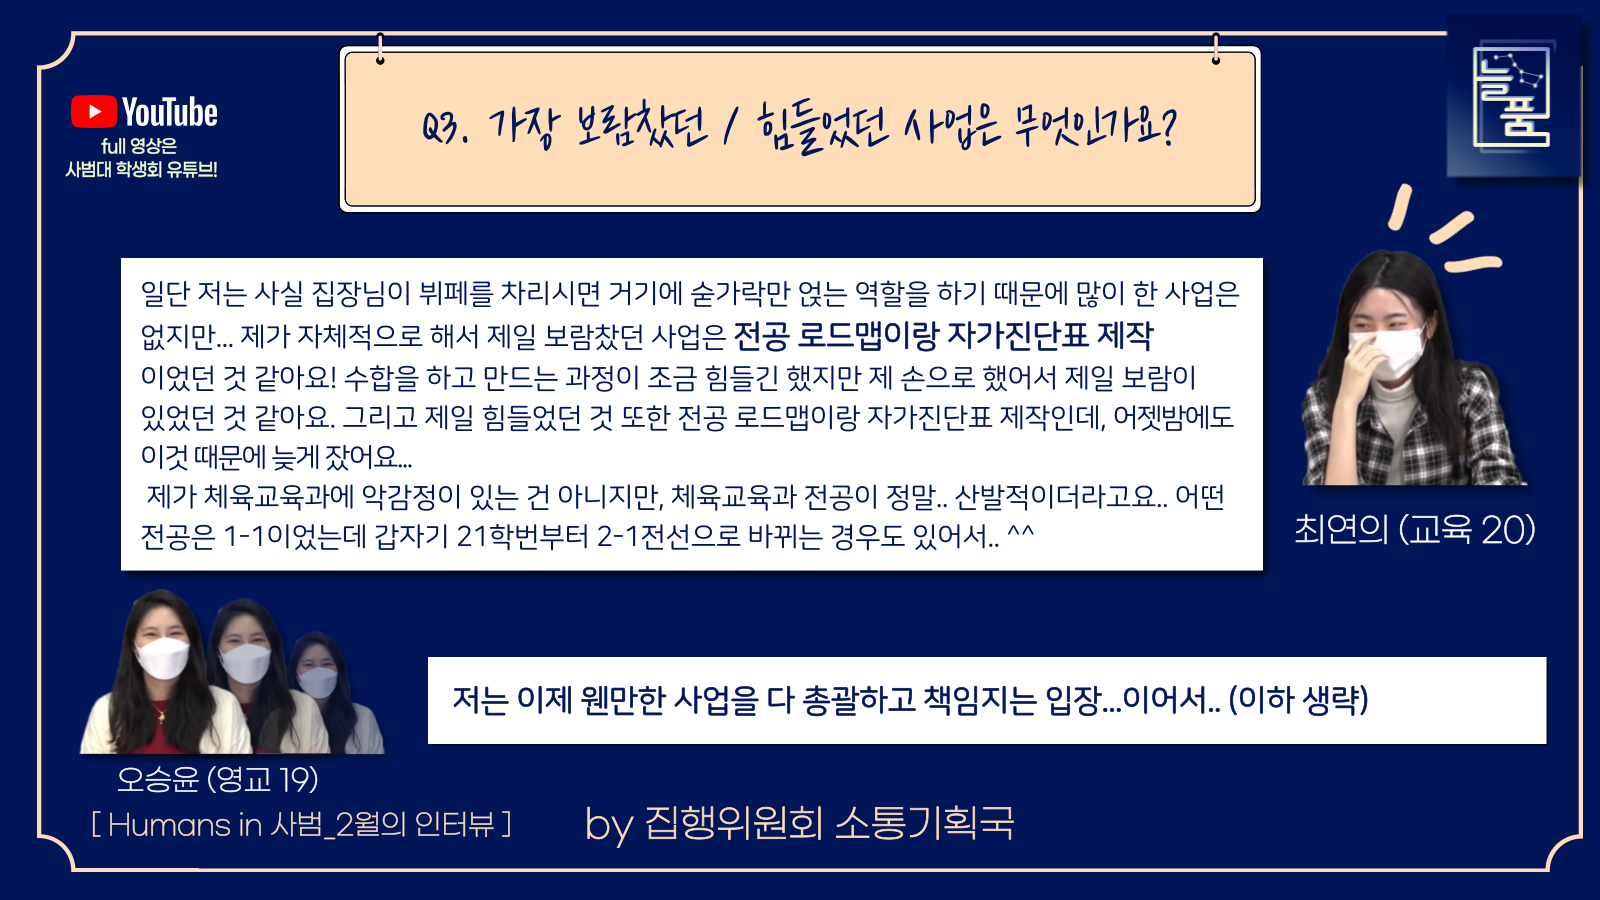 YouTube
full 영상은
사범대 학생회 유튜브!
Q3. 가장 보람찼던 / 힘들었던 사업은 무엇인가요?
늘품
일단 저는 사실 집장님이 뷔페를 차리시면 거기에 숟가락만 얹는 역할을 하기 때문에 많이 한 사업은
없지만... 제가 자체적으로 해서 제일 보람찼던 사업은 전공 로드맵이랑 자가진단표 제작
이었던 것 같아요! 수합을 하고 만드는 과정이 조금 힘들긴 했지만 제 손으로 했어서 제일 보람이
있었던 것 같아요. 그리고 제일 힘들었던 것 또한 전공 로드맵이랑 자가진단표 제작인데, 어젯밤에도
이것 때문에 늦게 잤어요...
제가 체육교육과에 악감정이 있는 건 아니지만, 체육교육과 전공이 정말.. 산발적이더라고요.. 어떤
전공은 1-1이었는데 갑자기 21학번부터 2-1전선으로 바뀌는 경우도 있어서.. ^^
최연의 (교육 20)
저는 이제 웬만한 사업을 다 총괄하고 책임지는 입장...이어서.. (이하 생략)
오승윤 (영교 19)
[ Humans in 사범_2월의 인터뷰 ]
by 집행위원회 소통기획국